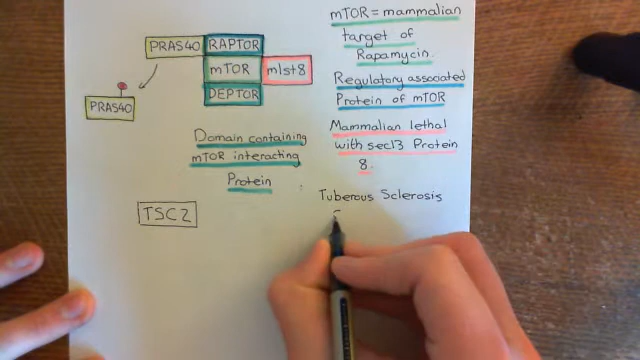 PRAS40 RAPTOR
mTOR mlst8
DEPTOR
PRAS40
mTOR = mammalian
target of
Rapamycin.
Regulatory associated
Protein of mTOR
Mammalian lethal
with sec13 Protein
8.
Domain containing
mTOR interacting
Protein
TSC2
Tuberous Sclerosis